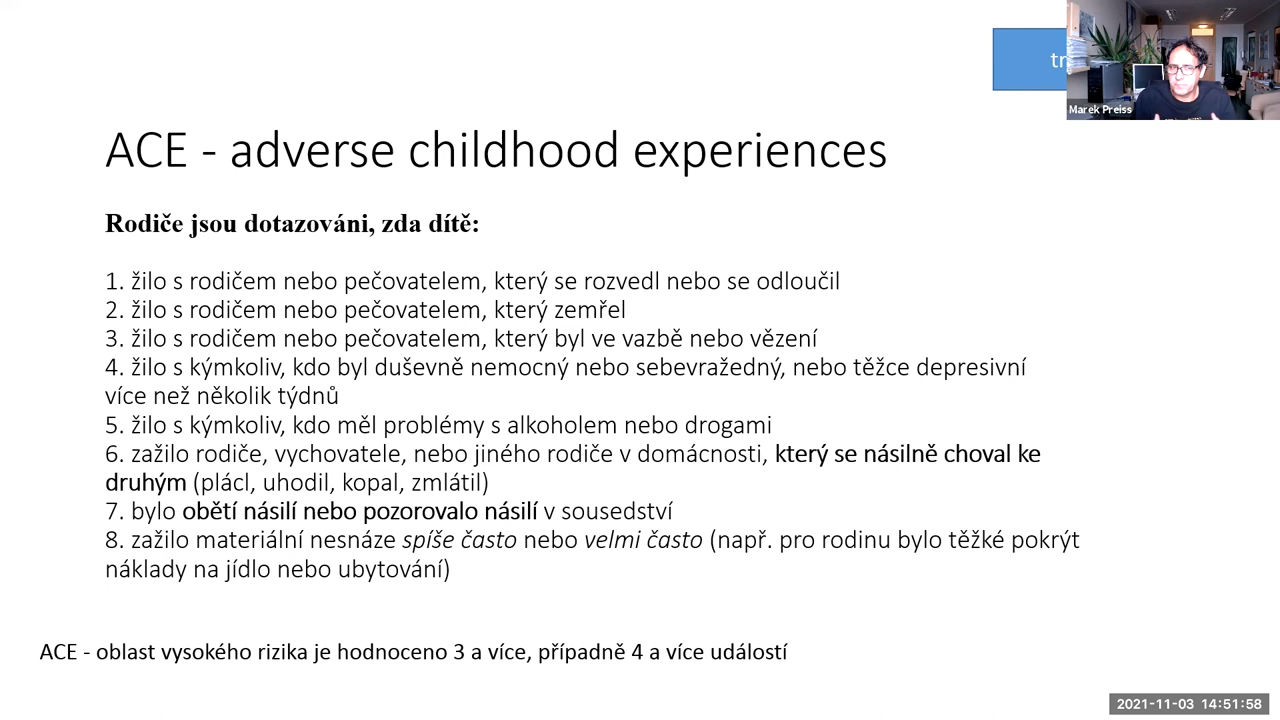 tr
Marek Preiss
ACE - adverse childhood experiences
Rodiče jsou dotazováni, zda dítě:
1. žilo s rodičem nebo pečovatelem, který se rozvedl nebo se odloučil
2. žilo s rodičem nebo pečovatelem, který zemřel
3. žilo s rodičem nebo pečovatelem, který byl ve vazbě nebo vězení
4. žilo s kýmkoliv, kdo byl duševně nemocný nebo sebevražedný, nebo těžce depresivní
více než několik týdnů
5. žilo s kýmkoliv, kdo měl problémy s alkoholem nebo drogami
6. zažilo rodiče, vychovatele, nebo jiného rodiče v domácnosti, který se násilně choval ke
druhým (plácl, uhodil, kopal, zmlátil)
7. bylo obětí násilí nebo pozorovalo násilí v sousedství
8. zažilo materiální nesnáze spíše často nebo velmi často (např. pro rodinu bylo těžké pokrýt
náklady na jídlo nebo ubytování)
ACE - oblast vysokého rizika je hodnoceno 3 a více, případně 4 a více událostí
2021-11-03 14:51:58